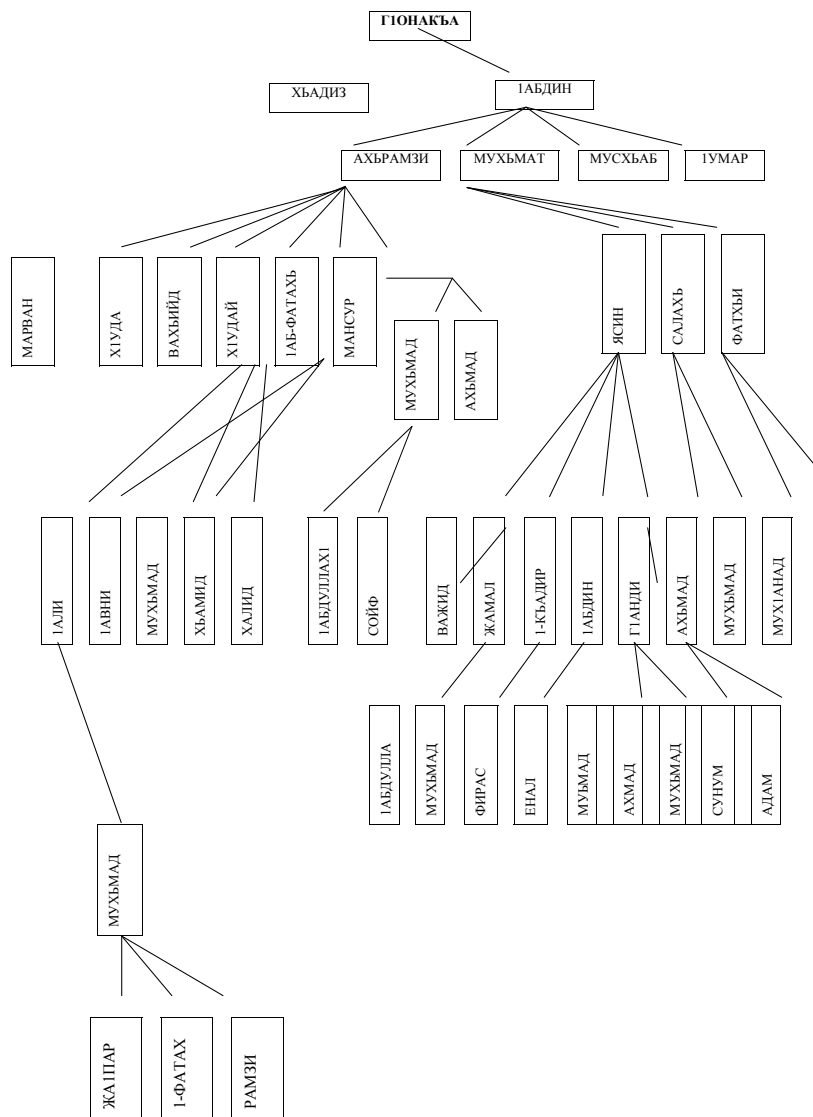 Г1ОНАКЪА
ХЬАДИЗ
1АБДИН
АХЬРАМЗИ
МУХЬМАТ
МУСХЬАБ
1УМАР
МАРВАН
Х1УДА
ВАХЬИЙД
Х1УДАЙ
1АБ-ФАТАХЬ
МАНСУР
МУХЬМАД
АХЬМАД
ЯСИН
САЛАХЬ
ФАТХЬИ
1АЛИ
1АВНИ
МУХЬМАД
ХЬАМИД
ХАЛИД
1АБДУЛЛАХ1
СОЙФ
ВАЖИД
ЖАМАЛ
1-КЪАДИР
1АБДИН
Г1АНДИ
АХЬМАД
МУХЬМАД
МУХ1АНАД
1АБДУЛЛА
МУХЬМАД
ФИРАС
ЕНАЛ
МУЬМАД
АХМАД
МУХЬМАД
СУНУМ
АДАМ
МУХЬМАД
ЖА1ПАР
1-ФАТАХ
РАМЗИ